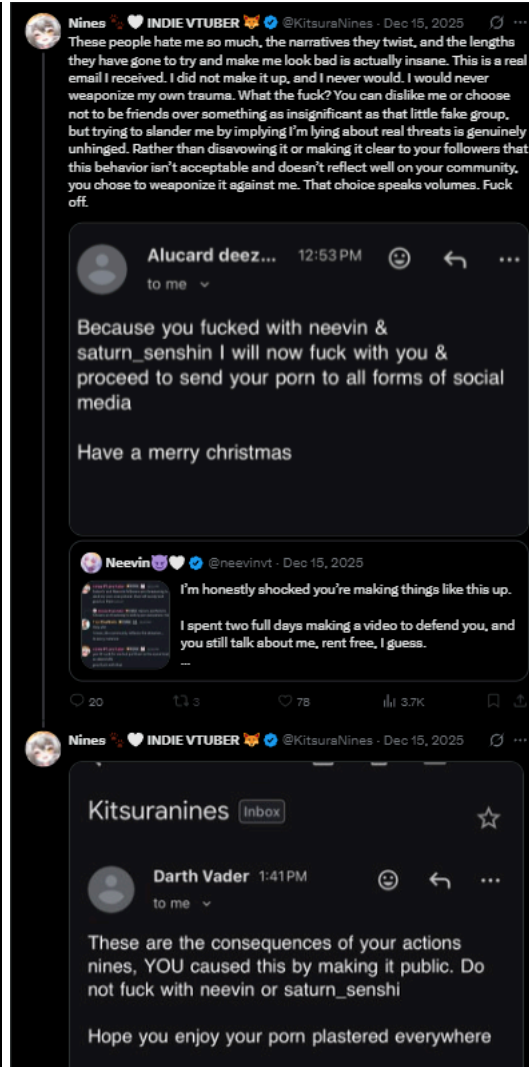 Nines 🐾 🤍 INDIE VTUBER 🦊 @KitsuraNines · Dec 15, 2025
These people hate me so much, the narratives they twist, and the lengths
they have gone to try and make me look bad is actually insane. This is a real
email I received. I did not make it up, and I never would. I would never
weaponize my own trauma. What the fuck? You can dislike me or choose
not to be friends over something as insignificant as that little fake group,
but trying to slander me by implying I'm lying about real threats is genuinely
unhinged. Rather than disavowing it or making it clear to your followers that
this behavior isn't acceptable and doesn't reflect well on your community,
you chose to weaponize it against me. That choice speaks volumes. Fuck
off.
Alucard deez... 12:53 PM
to me
Because you fucked with neevin &
saturn_senshin I will now fuck with you &
proceed to send your porn to all forms of social
media
Have a merry christmas
Neevin😈🤍 @neevinvt · Dec 15, 2025
I'm honestly shocked you're making things like this up.
I spent two full days making a video to defend you, and
you still talk about me, rent free, I guess.
...
20 3 78 3.7K
Nines 🐾 🤍 INDIE VTUBER 🦊 @KitsuraNines · Dec 15, 2025
Kitsuranines Inbox
Darth Vader 1:41 PM
to me
These are the consequences of your actions
nines, YOU caused this by making it public. Do
not fuck with neevin or saturn_senshi
Hope you enjoy your porn plastered everywhere